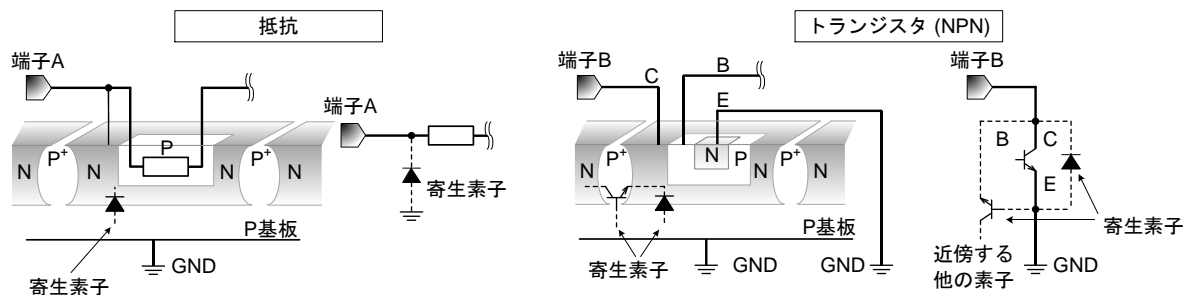 抵抗
トランジスタ (NPN)
端子A
端子A
N
P+
N
P
N
P+
N
寄生素子
P基板
GND
寄生素子
端子B
C
B
E
N
P+
N
N
P
N
P+
N
P基板
GND
寄生素子
GND
端子B
B
C
E
寄生素子
近傍する
他の素子
GND